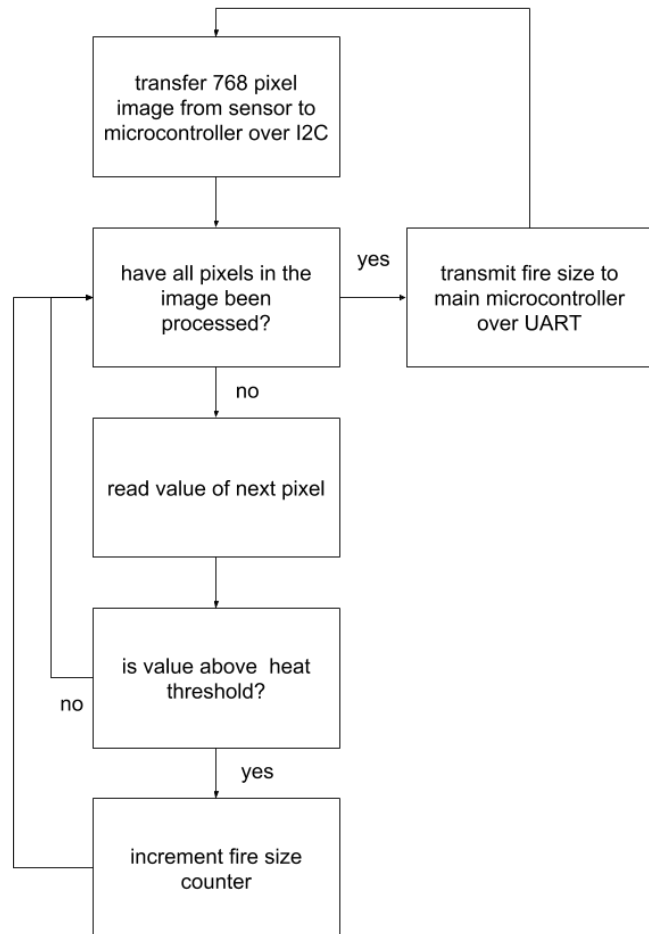 transfer 768 pixel
image from sensor to
microcontroller over I2C
have all pixels in the
image been
processed?
yes
transmit fire size to
main microcontroller
over UART
no
read value of next pixel
is value above heat
threshold?
no
yes
increment fire size
counter